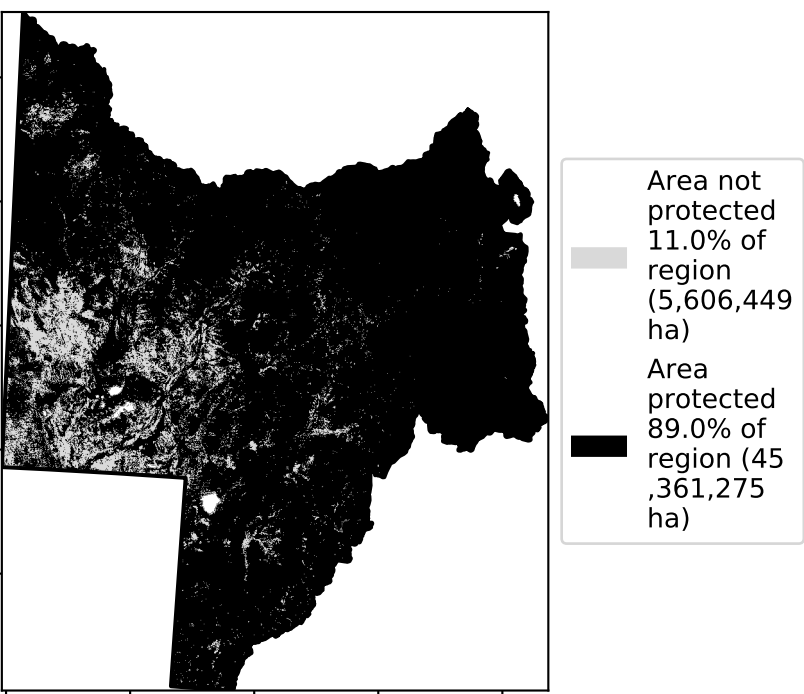 Area not
protected
11.0% of
region
(5,606,449
ha)
Area
protected
89.0% of
region (45
,361,275
ha)